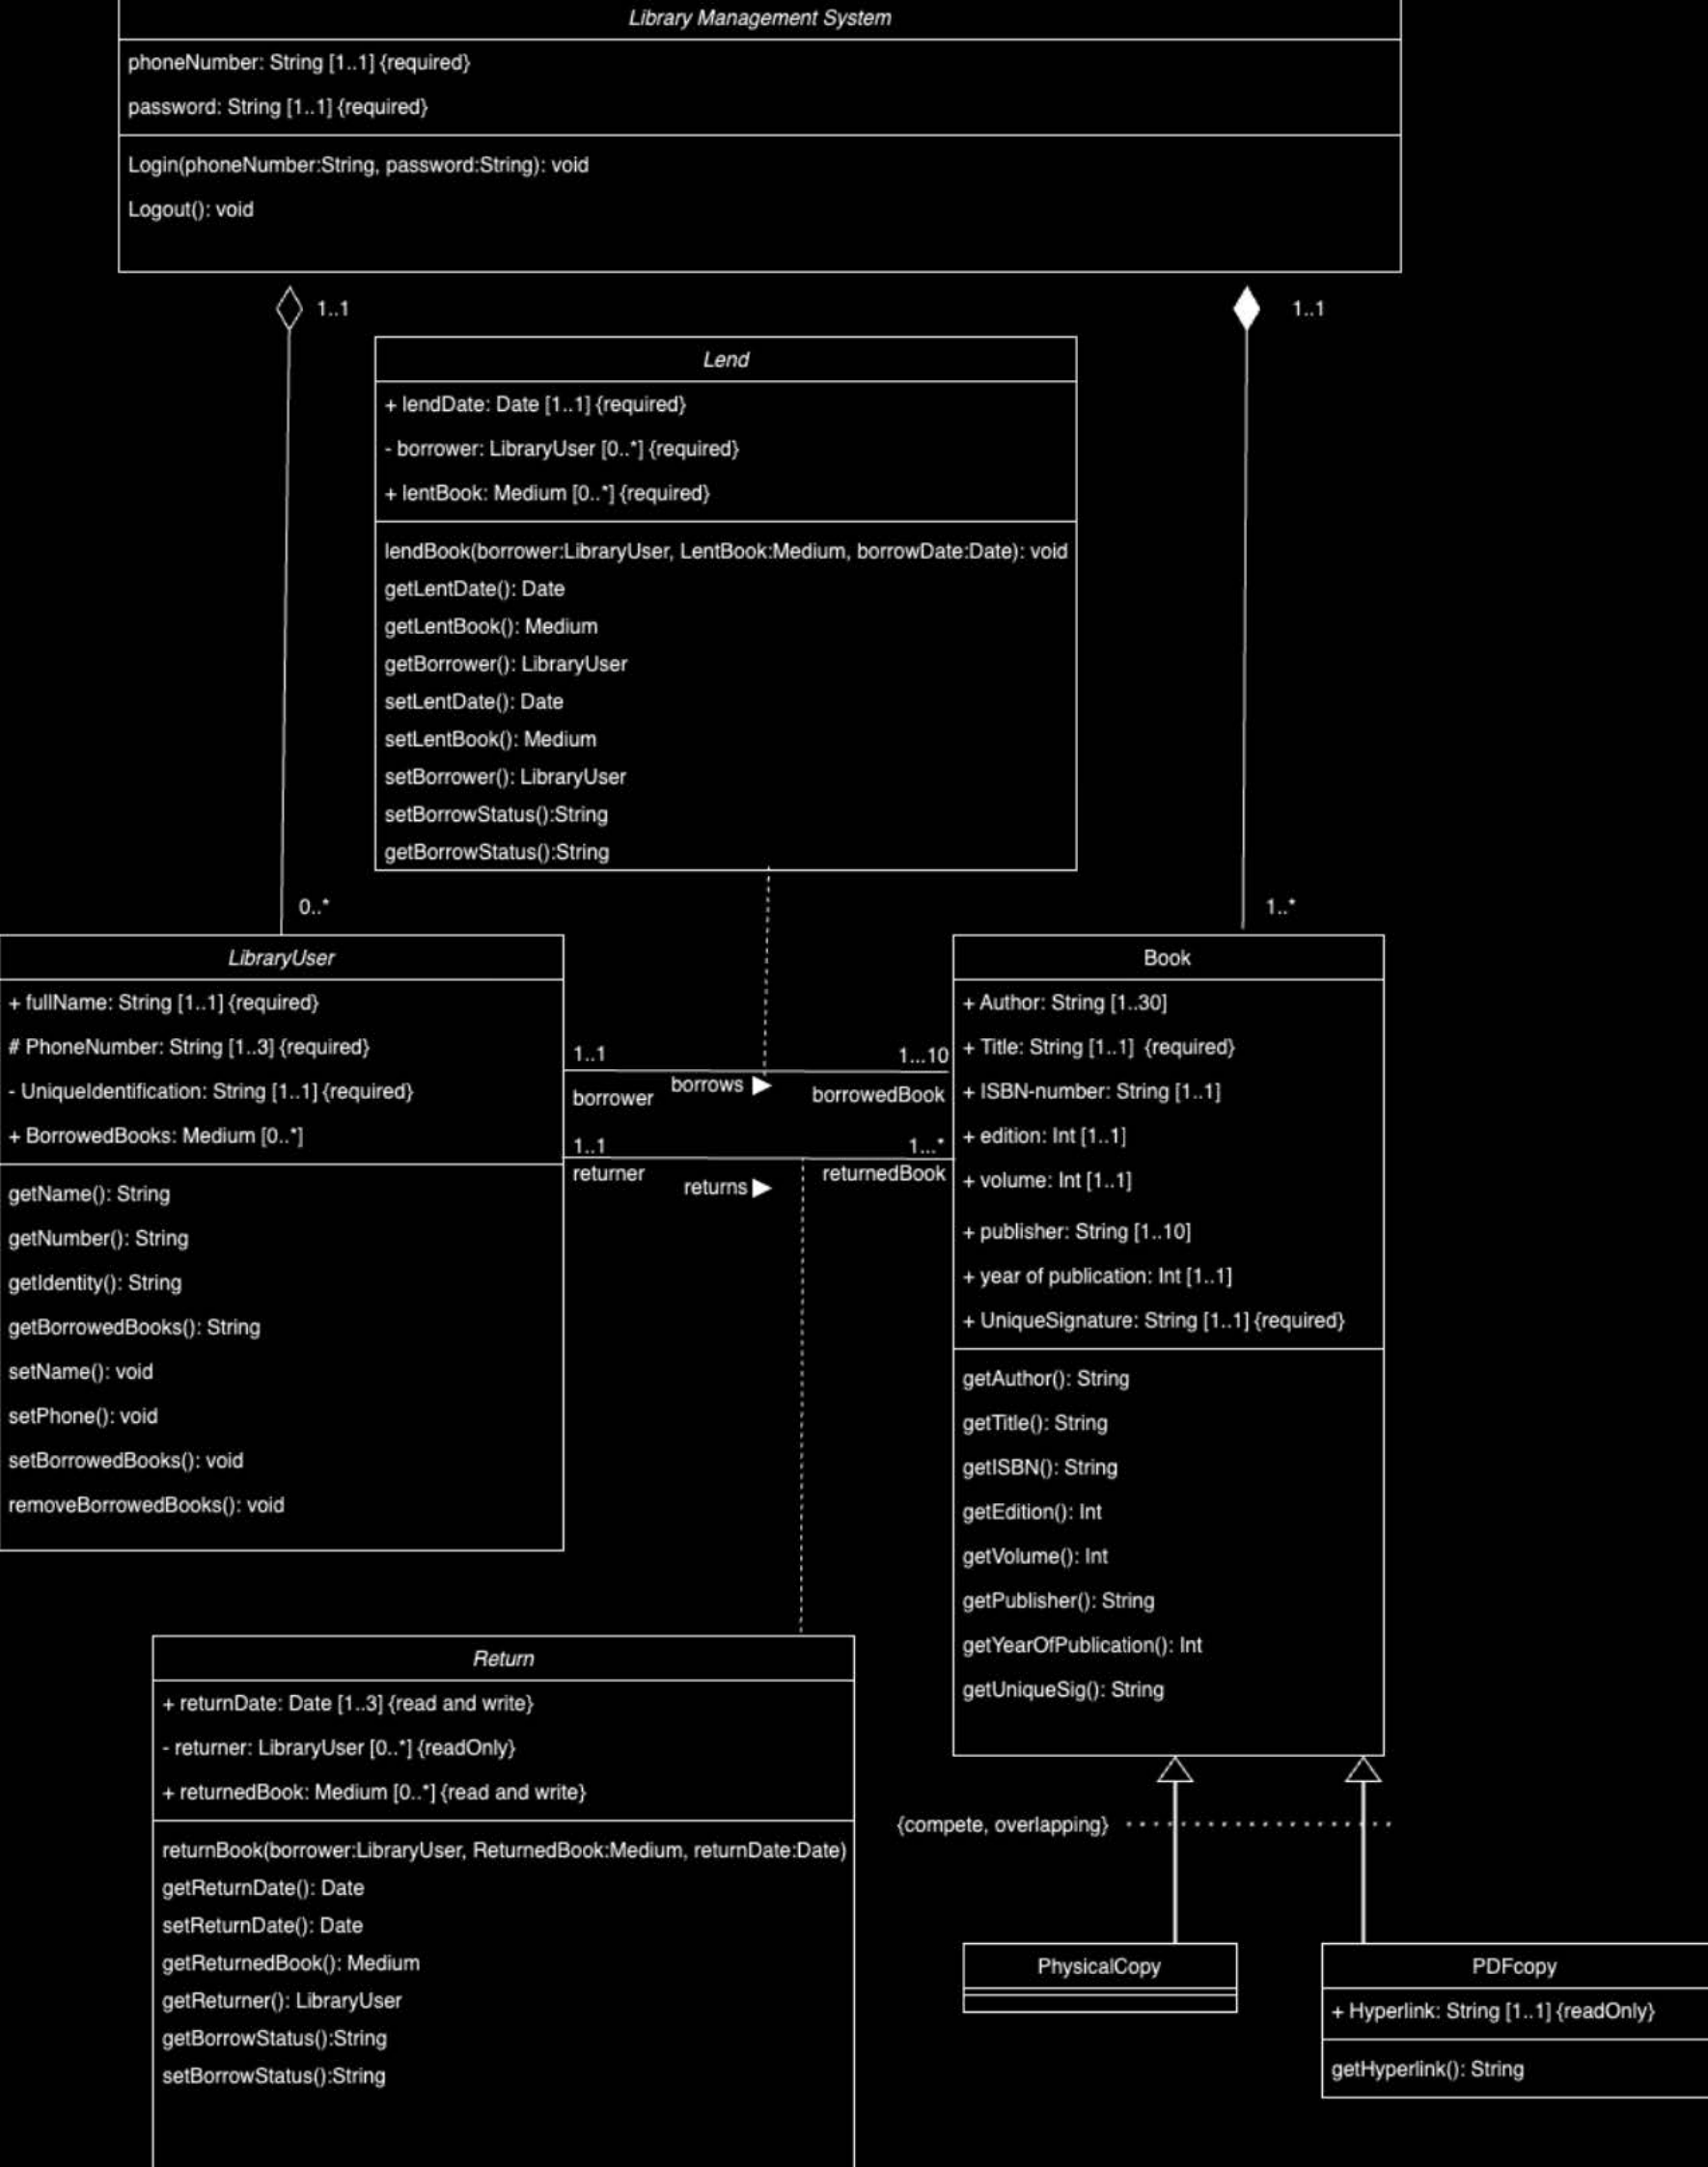 Library Management System
phoneNumber: String [1..1] {required}
password: String [1..1] {required}
Login(phoneNumber:String, password:String): void
Logout(): void
1..1
1..1
Lend
+ lendDate: Date [1..1] {required}
- borrower: LibraryUser [0..*] {required}
+ lentBook: Medium [0..*] {required}
lendBook(borrower:LibraryUser, LentBook:Medium, borrowDate:Date): void
getLentDate(): Date
getLentBook(): Medium
getBorrower(): LibraryUser
setLentDate(): Date
setLentBook(): Medium
setBorrower(): LibraryUser
setBorrowStatus():String
getBorrowStatus():String
0..*
1..*
LibraryUser
+ fullName: String [1..1] {required}
# PhoneNumber: String [1..3] {required}
- UniqueIdentification: String [1..1] {required}
+ BorrowedBooks: Medium [0..*]
getName(): String
getNumber(): String
getIdentity(): String
getBorrowedBooks(): String
setName(): void
setPhone(): void
setBorrowedBooks(): void
removeBorrowedBooks(): void
1..1
1...10
borrower
borrows
borrowedBook
1..1
1...*
returner
returns
returnedBook
Book
+ Author: String [1..30]
+ Title: String [1..1] {required}
+ ISBN-number: String [1..1]
+ edition: Int [1..1]
+ volume: Int [1..1]
+ publisher: String [1..10]
+ year of publication: Int [1..1]
+ UniqueSignature: String [1..1] {required}
getAuthor(): String
getTitle(): String
getISBN(): String
getEdition(): Int
getVolume(): Int
getPublisher(): String
getYearOfPublication(): Int
getUniqueSig(): String
Return
+ returnDate: Date [1..3] {read and write}
- returner: LibraryUser [0..*] {readOnly}
+ returnedBook: Medium [0..*] {read and write}
returnBook(borrower:LibraryUser, ReturnedBook:Medium, returnDate:Date)
getReturnDate(): Date
setReturnDate(): Date
getReturnedBook(): Medium
getReturner(): LibraryUser
getBorrowStatus():String
setBorrowStatus():String
{compete, overlapping}
PhysicalCopy
PDFcopy
+ Hyperlink: String [1..1] {readOnly}
getHyperlink(): String